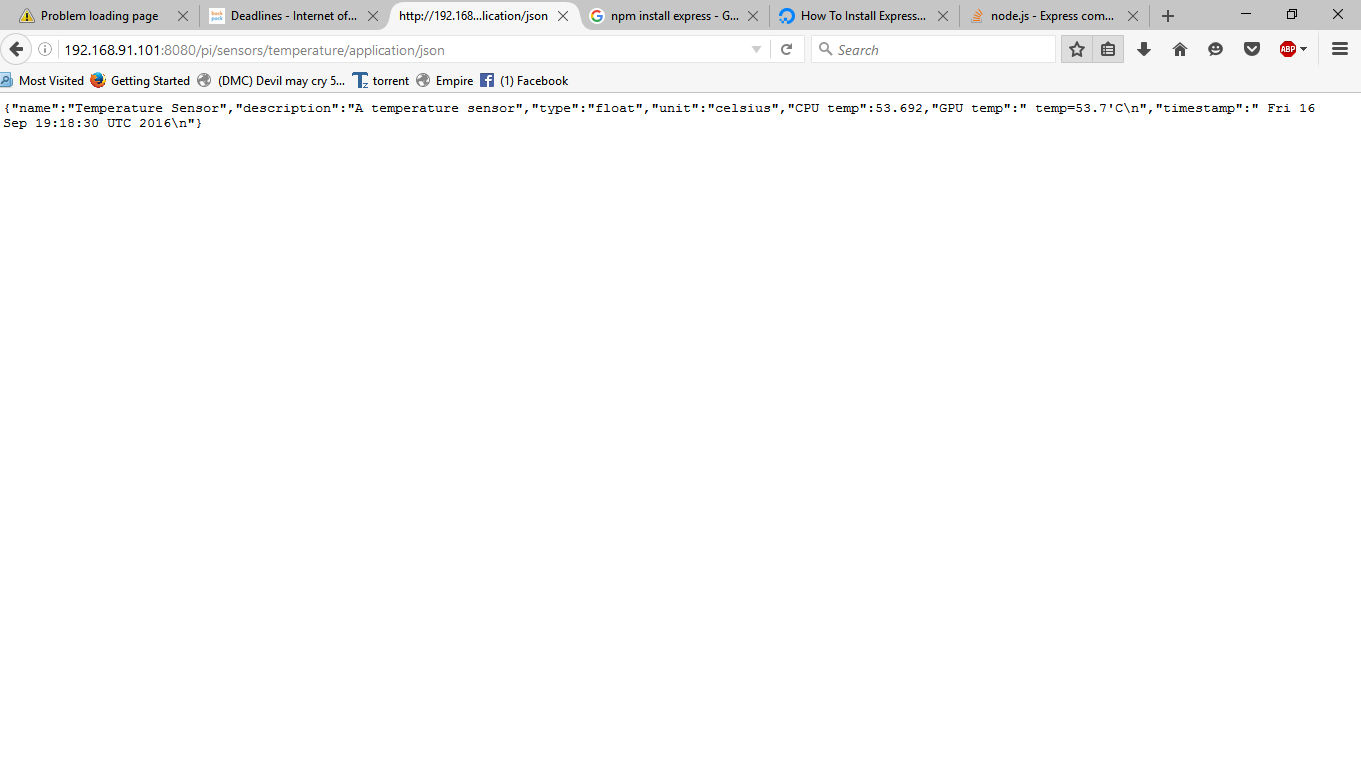 Problem loading page
Deadlines - Internet of...
http://192.168...lication/json
npm install express - G...
How To Install Express...
node.js - Express com...
192.168.91.101:8080/pi/sensors/temperature/application/json
Search
ABP
Most Visited
Getting Started
(DMC) Devil may cry 5...
Tz torrent
Empire
(1) Facebook
{"name":"Temperature Sensor","description":"A temperature sensor","type":"float","unit":"celsius","CPU temp":53.692,"GPU temp":" temp=53.7'C\n","timestamp":" Fri 16
Sep 19:18:30 UTC 2016\n"}